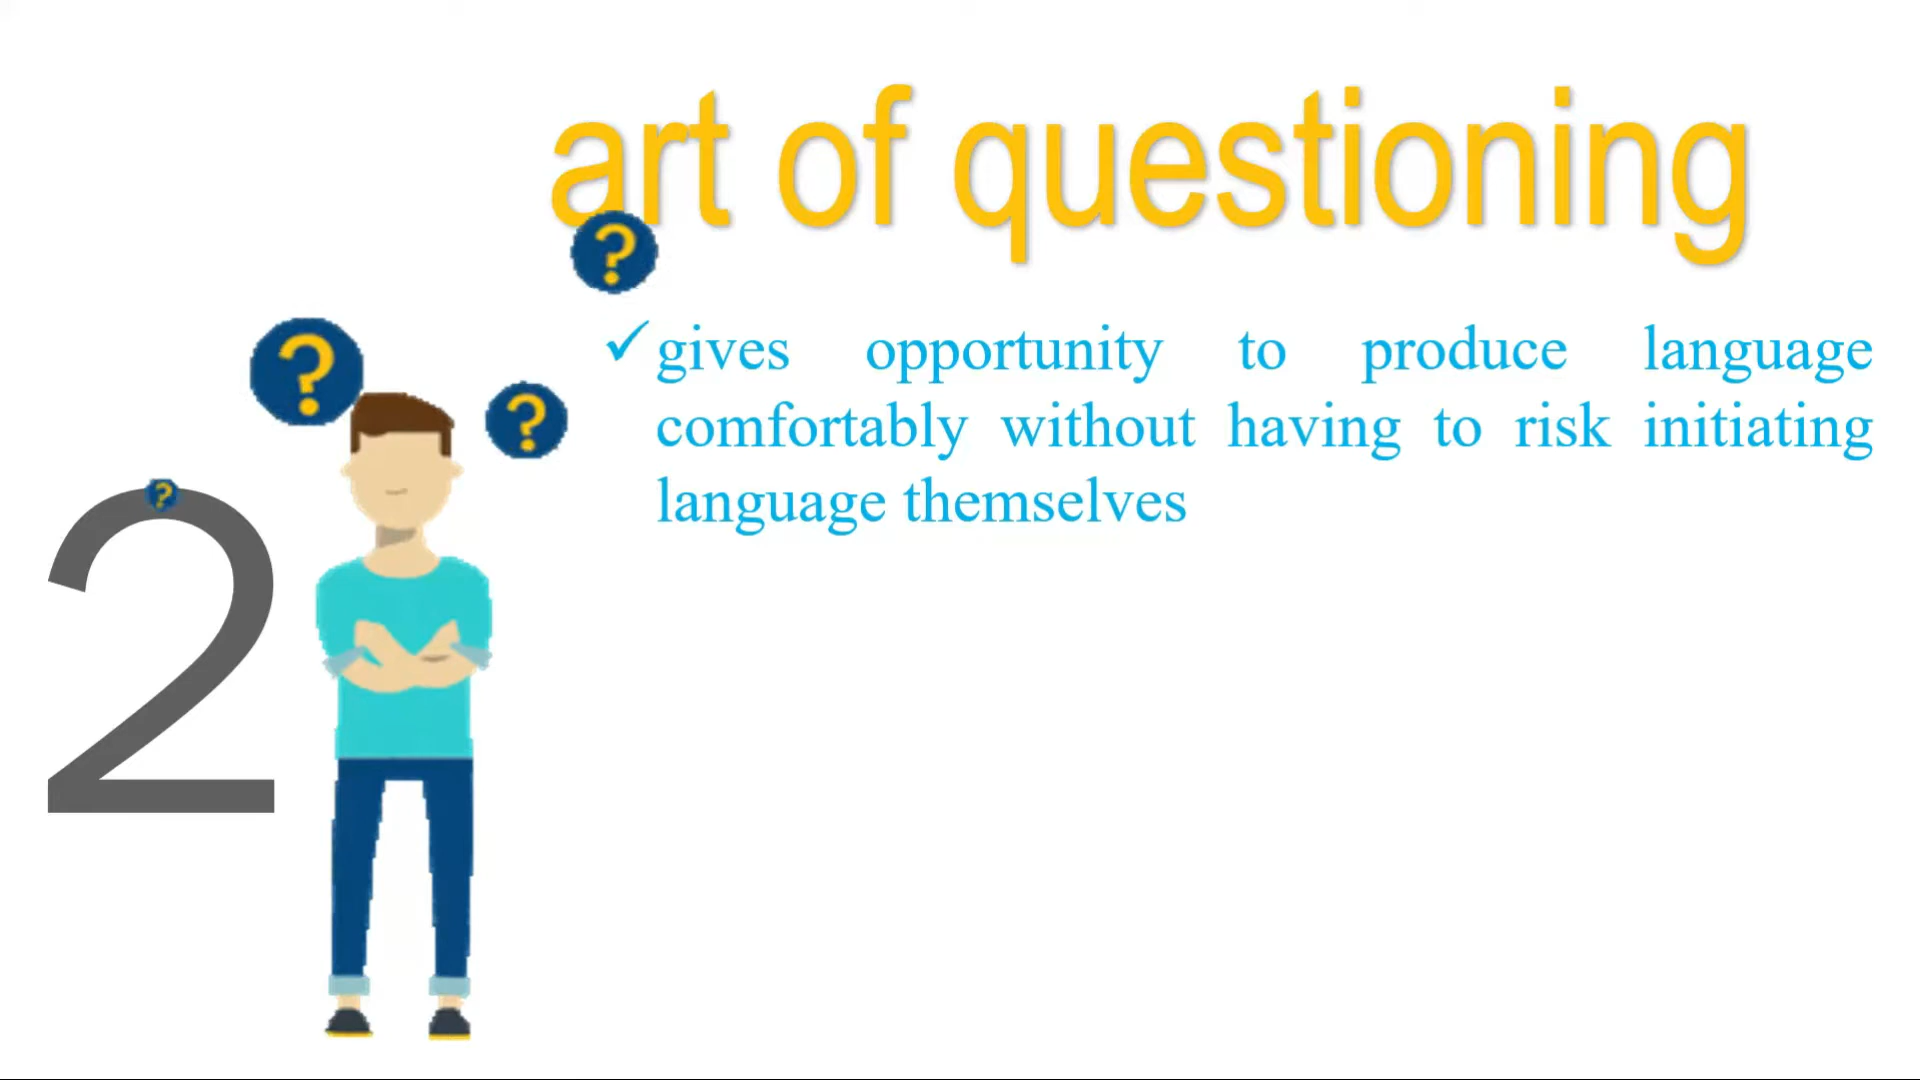 art of questioning
?
✓ gives opportunity to produce language
?
?
comfortably without having to risk initiating
language themselves
?
2